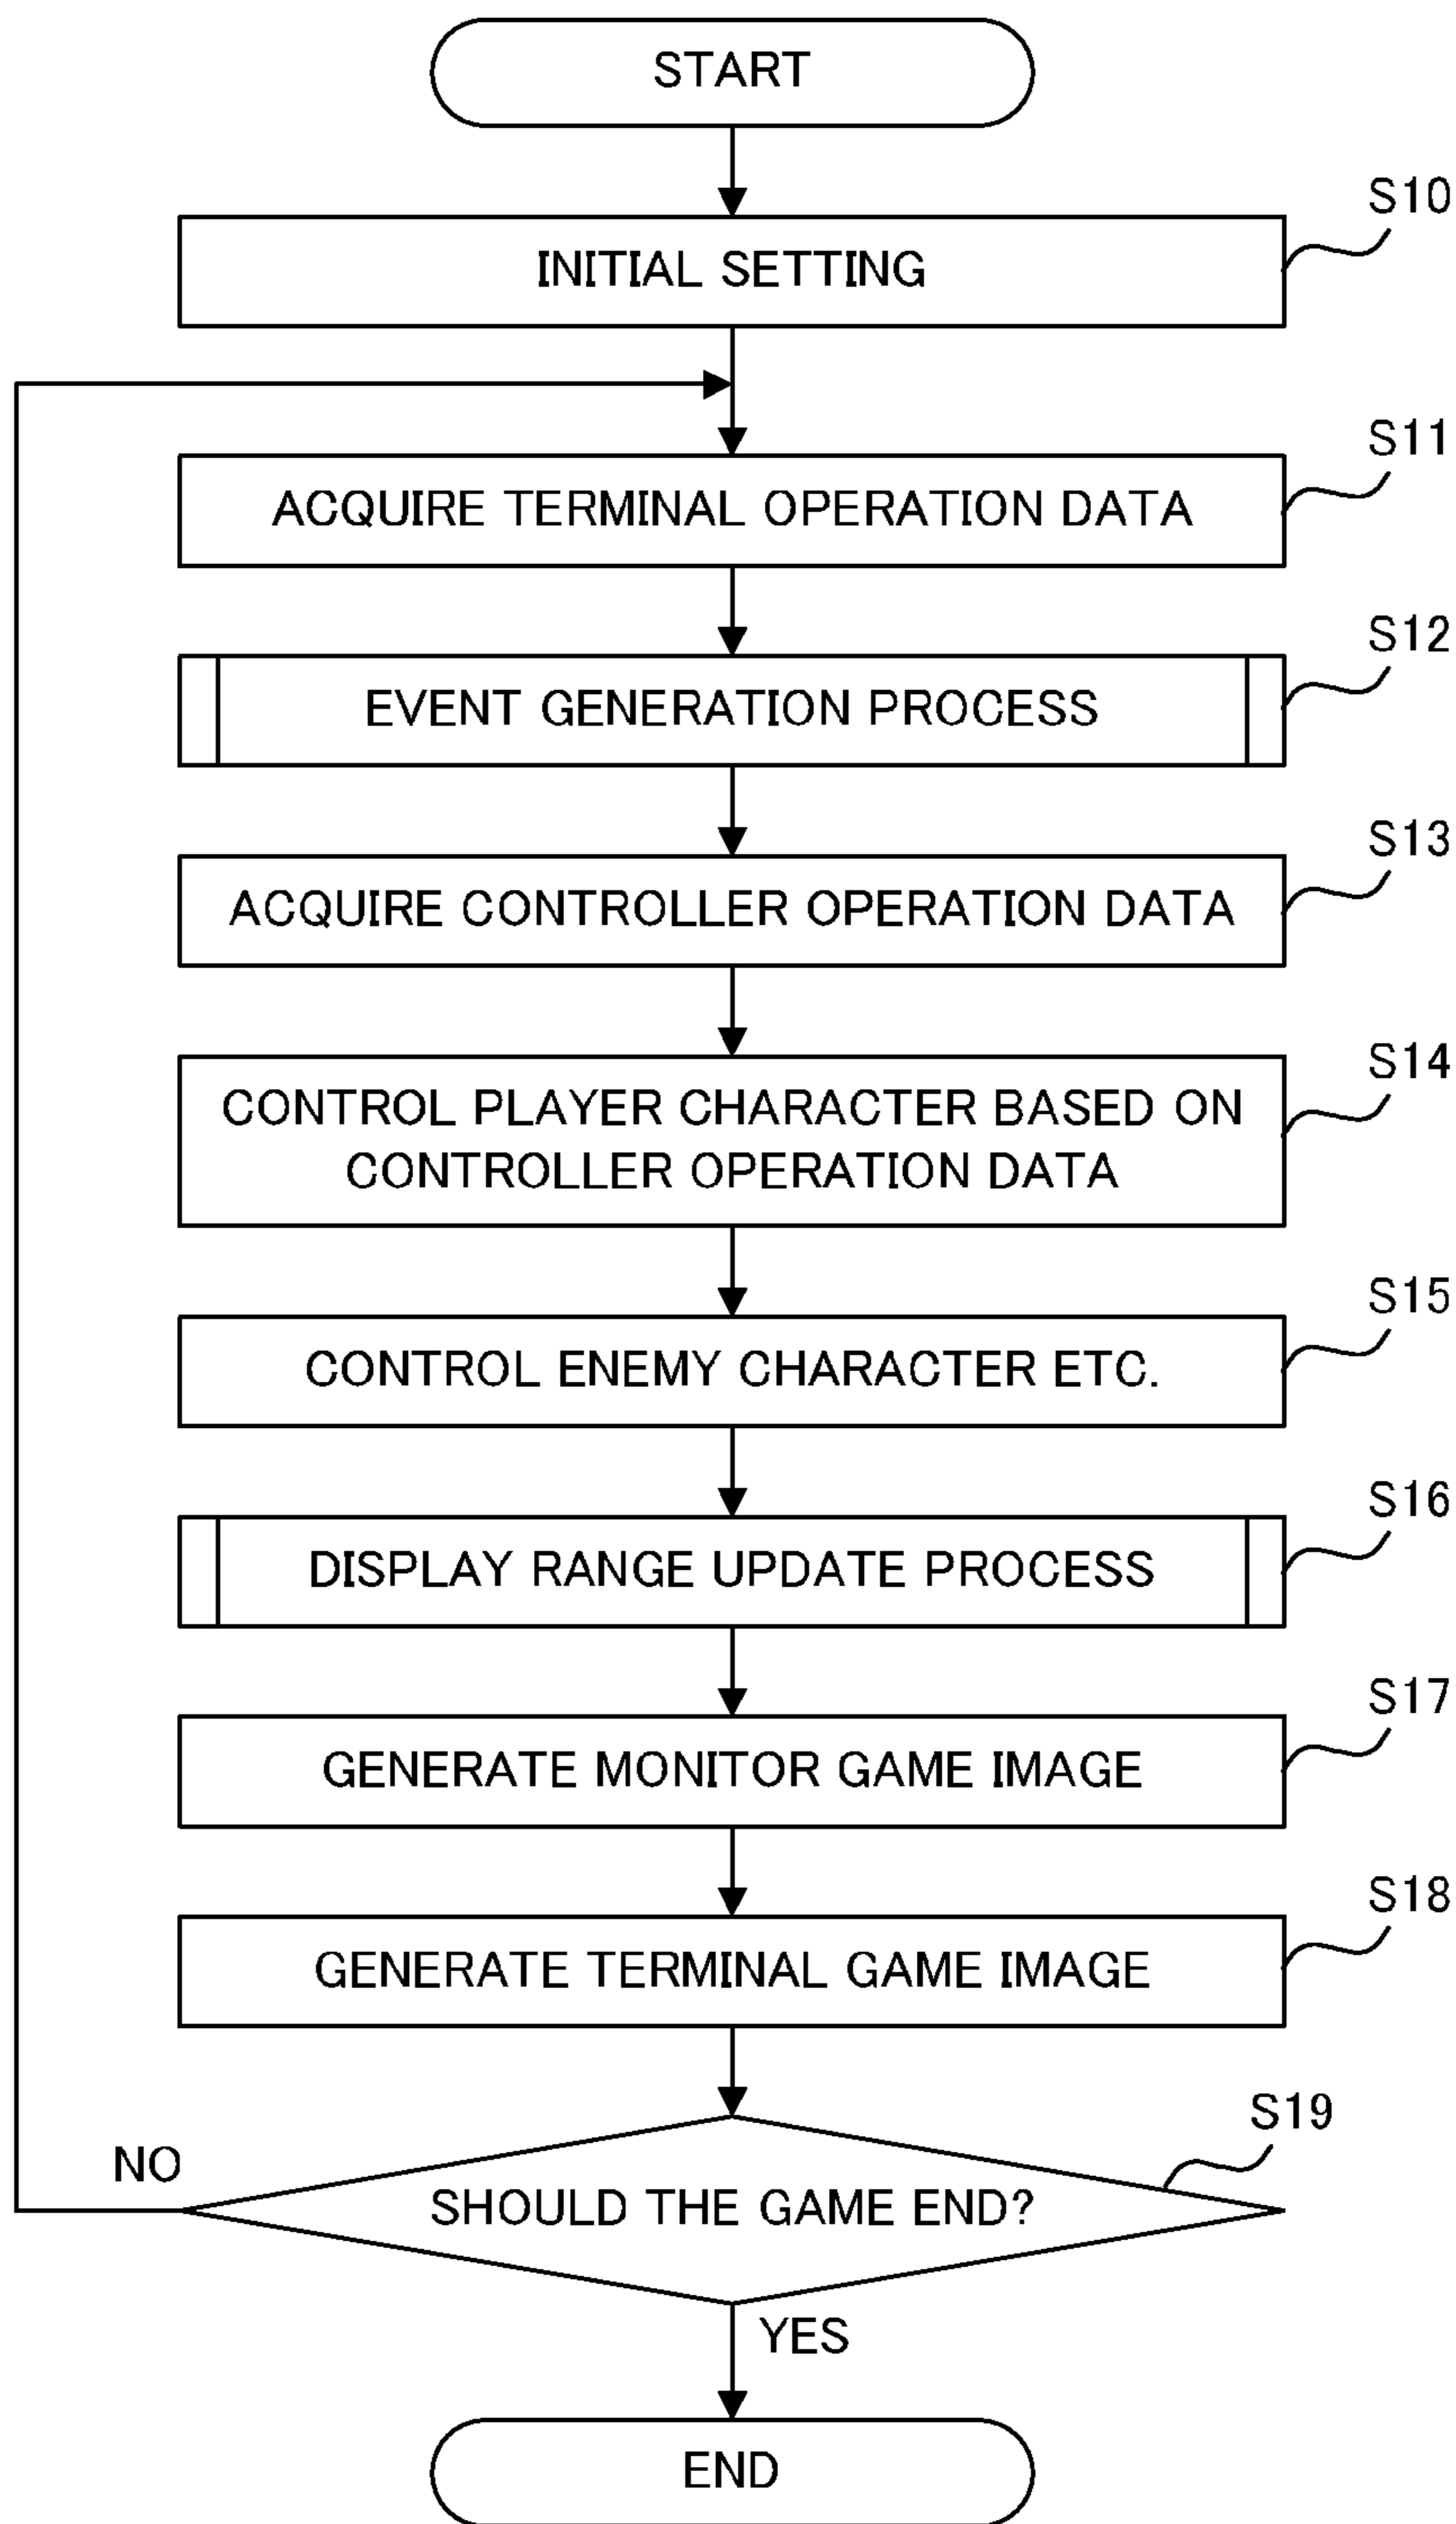 START
S10
INITIAL SETTING
S11
ACQUIRE TERMINAL OPERATION DATA
S12
EVENT GENERATION PROCESS
S13
ACQUIRE CONTROLLER OPERATION DATA
S14
CONTROL PLAYER CHARACTER BASED ON
CONTROLLER OPERATION DATA
S15
CONTROL ENEMY CHARACTER ETC.
S16
DISPLAY RANGE UPDATE PROCESS
S17
GENERATE MONITOR GAME IMAGE
S18
GENERATE TERMINAL GAME IMAGE
S19
NO
SHOULD THE GAME END?
YES
END